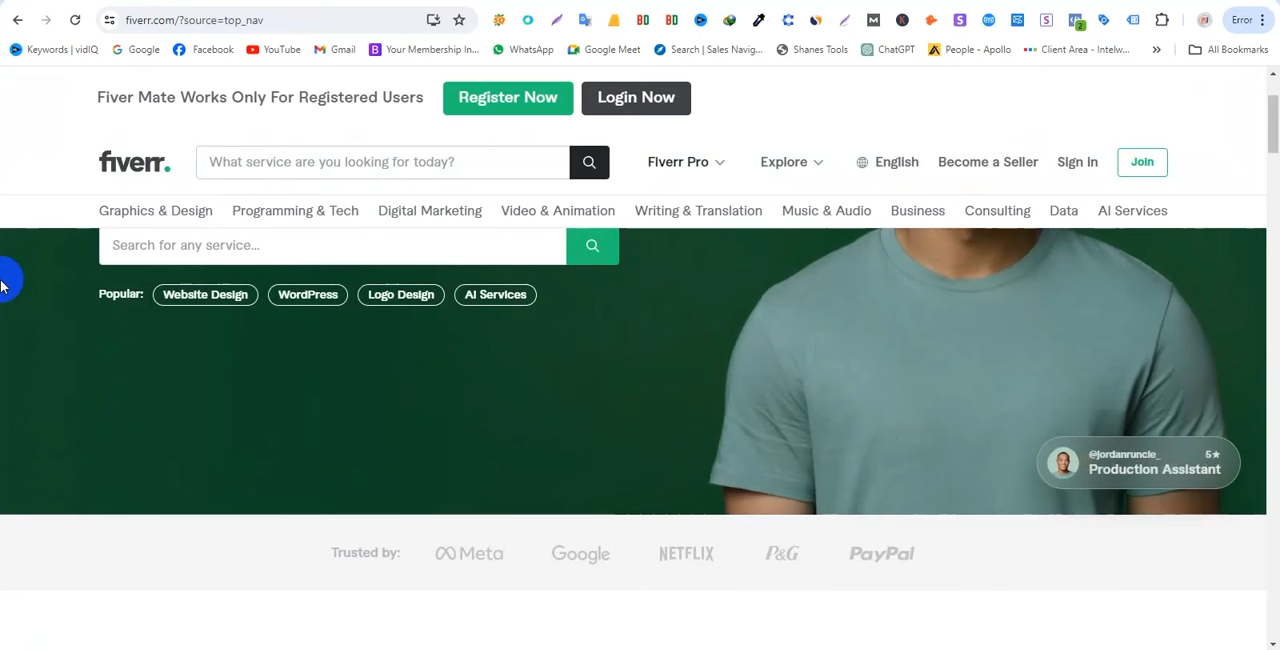 fiverr.com/?source=top_nav
Error
Keywords | vidIQ Google Facebook YouTube Gmail Your Membership In... WhatsApp Google Meet Search | Sales Navig... Shanes Tools ChatGPT People - Apollo Client Area - Intelw... » All Bookmarks
Fiver Mate Works Only For Registered Users Register Now Login Now
fiverr. What service are you looking for today? Fiverr Pro Explore English Become a Seller Sign In Join
Graphics & Design Programming & Tech Digital Marketing Video & Animation Writing & Translation Music & Audio Business Consulting Data AI Services
Search for any service...
Popular: Website Design WordPress Logo Design AI Services
@jordanruncie_ 5★
Production Assistant
Trusted by: Meta Google NETFLIX P&G PayPal